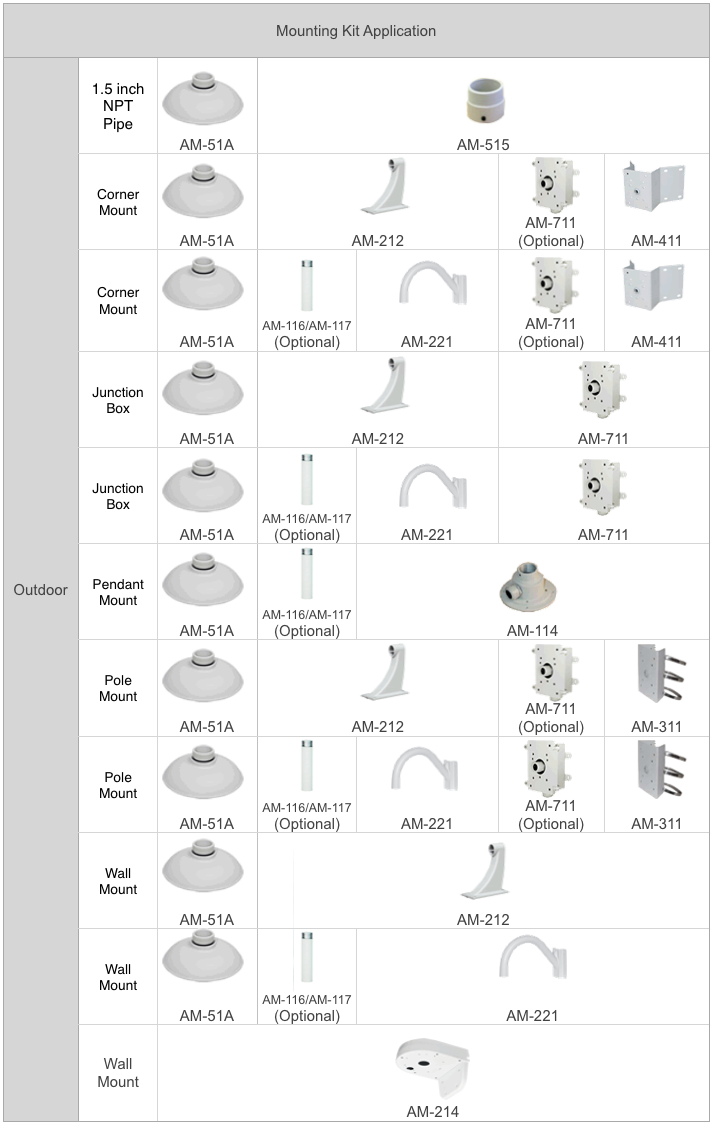 Mounting Kit Application
Outdoor
1.5 inch
NPT
Pipe
AM-51A
AM-515
Corner
Mount
AM-51A
AM-212
AM-711
(Optional)
AM-411
Corner
Mount
AM-51A
AM-116/AM-117
(Optional)
AM-221
AM-711
(Optional)
AM-411
Junction
Box
AM-51A
AM-212
AM-711
Junction
Box
AM-51A
AM-116/AM-117
(Optional)
AM-221
AM-711
Pendant
Mount
AM-51A
AM-116/AM-117
(Optional)
AM-114
Pole
Mount
AM-51A
AM-212
AM-711
(Optional)
AM-311
Pole
Mount
AM-51A
AM-116/AM-117
(Optional)
AM-221
AM-711
(Optional)
AM-311
Wall
Mount
AM-51A
AM-212
Wall
Mount
AM-51A
AM-116/AM-117
(Optional)
AM-221
Wall
Mount
AM-214